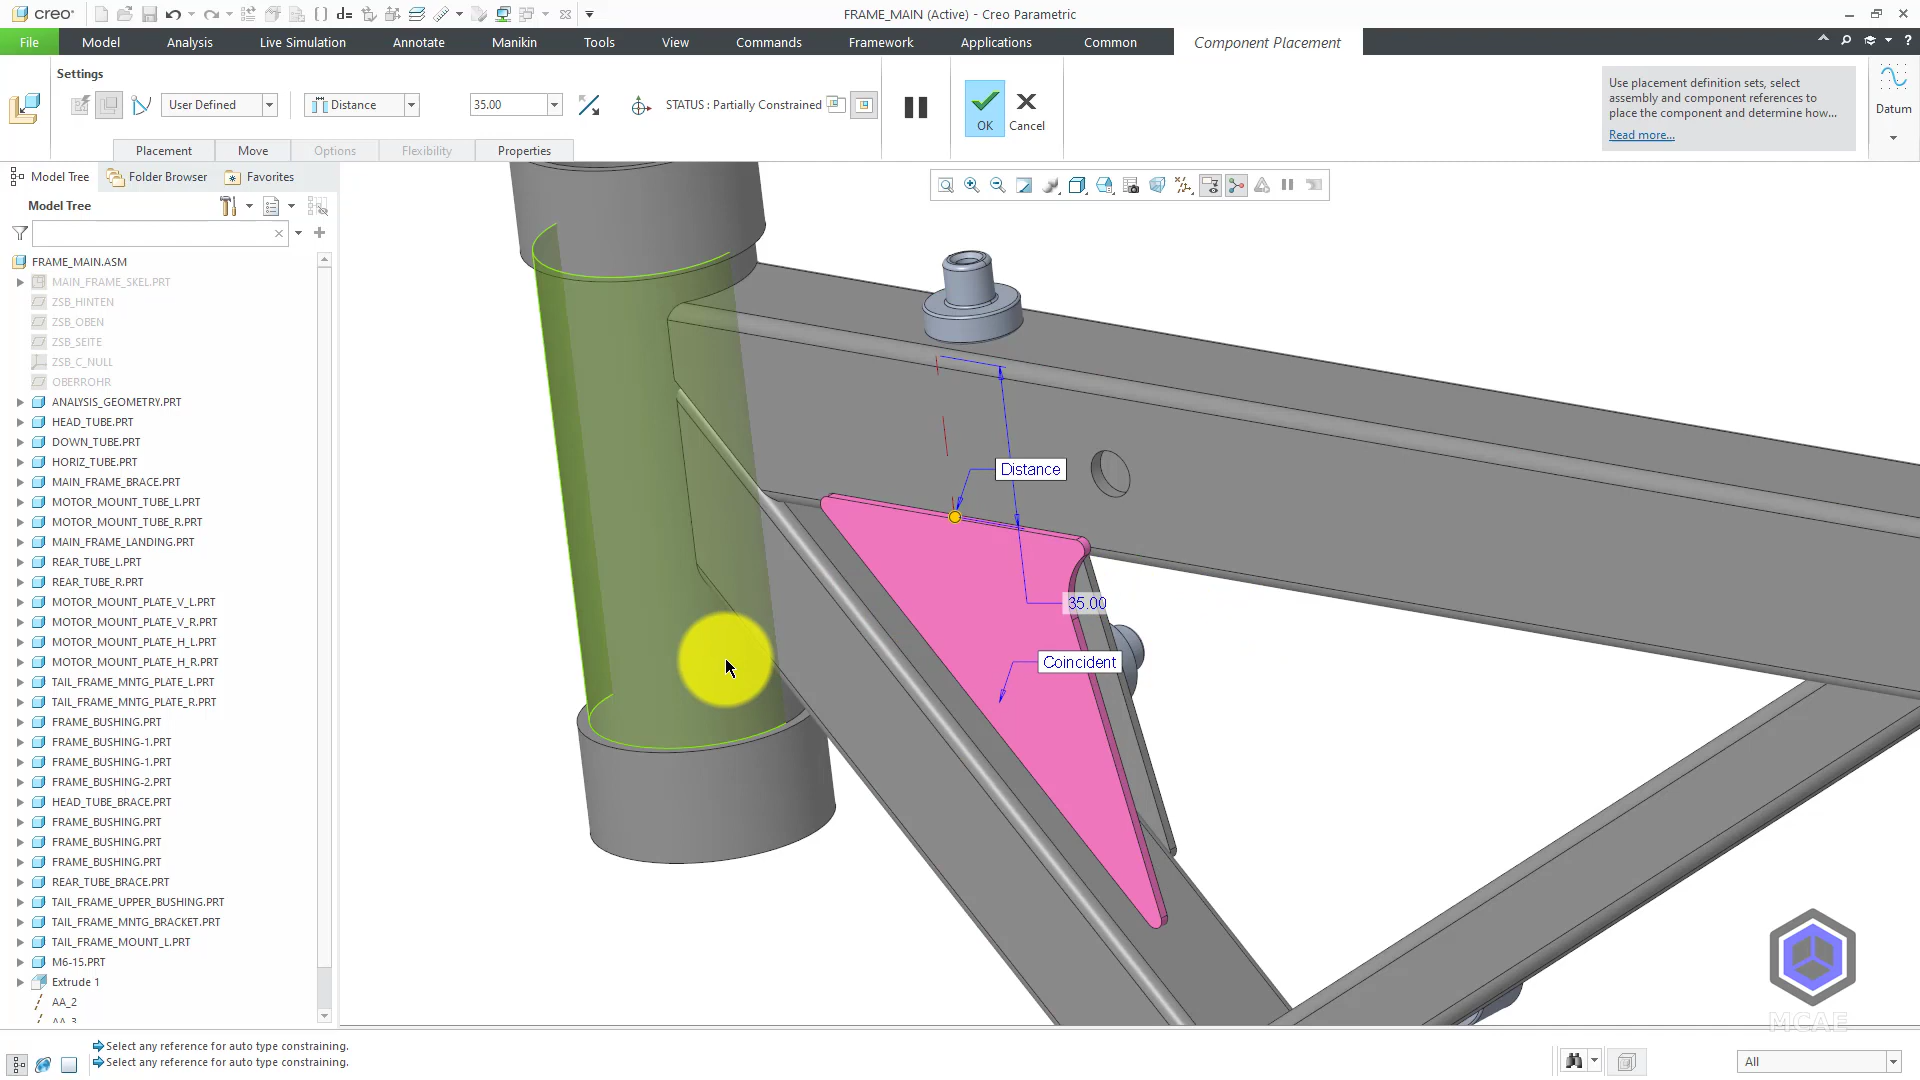 creo
FRAME_MAIN (Active) - Creo Parametric
File
Model
Analysis
Live Simulation
Annotate
Manikin
Tools
View
Commands
Framework
Applications
Common
Component Placement
Settings
User Defined
Distance
35.00
STATUS : Partially Constrained
OK
Cancel
Use placement definition sets, select
assembly and component references to
place the component and determine how...
Read more...
Datum
Placement
Move
Options
Flexibility
Properties
Model Tree
Folder Browser
Favorites
Model Tree
FRAME_MAIN.ASM
MAIN_FRAME_SKEL.PRT
ZSB_HINTEN
ZSB_OBEN
ZSB_SEITE
ZSB_C_NULL
OBERROHR
ANALYSIS_GEOMETRY.PRT
HEAD_TUBE.PRT
DOWN_TUBE.PRT
HORIZ_TUBE.PRT
MAIN_FRAME_BRACE.PRT
MOTOR_MOUNT_TUBE_L.PRT
MOTOR_MOUNT_TUBE_R.PRT
MAIN_FRAME_LANDING.PRT
REAR_TUBE_L.PRT
REAR_TUBE_R.PRT
MOTOR_MOUNT_PLATE_V_L.PRT
MOTOR_MOUNT_PLATE_V_R.PRT
MOTOR_MOUNT_PLATE_H_L.PRT
MOTOR_MOUNT_PLATE_H_R.PRT
TAIL_FRAME_MNTG_PLATE_L.PRT
TAIL_FRAME_MNTG_PLATE_R.PRT
FRAME_BUSHING.PRT
FRAME_BUSHING-1.PRT
FRAME_BUSHING-1.PRT
FRAME_BUSHING-2.PRT
HEAD_TUBE_BRACE.PRT
FRAME_BUSHING.PRT
FRAME_BUSHING.PRT
FRAME_BUSHING.PRT
REAR_TUBE_BRACE.PRT
TAIL_FRAME_UPPER_BUSHING.PRT
TAIL_FRAME_MNTG_BRACKET.PRT
TAIL_FRAME_MOUNT_L.PRT
M6-15.PRT
Extrude 1
AA_2
AA_3
Distance
35.00
Coincident
MCAE
Select any reference for auto type constraining.
Select any reference for auto type constraining.
All